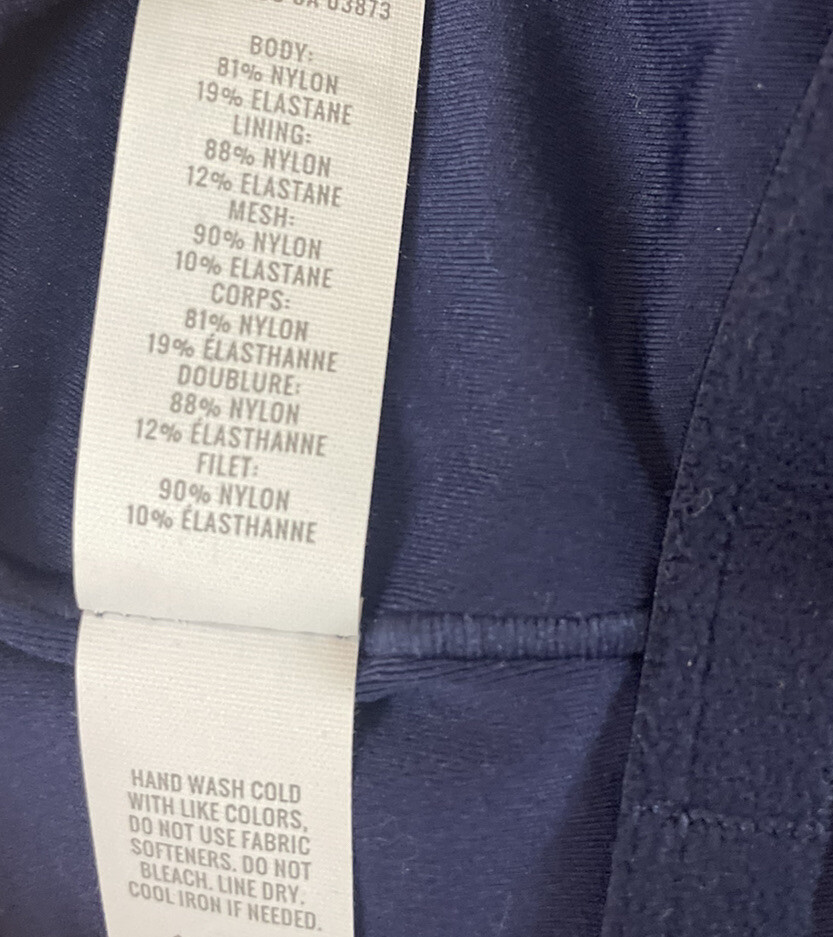 CA 03873
BODY:
81% NYLON
19% ELASTANE
LINING:
88% NYLON
12% ELASTANE
MESH:
90% NYLON
10% ELASTANE
CORPS:
81% NYLON
19% ÉLASTHANNE
DOUBLURE:
88% NYLON
12% ÉLASTHANNE
FILET:
90% NYLON
10% ÉLASTHANNE
HAND WASH COLD
WITH LIKE COLORS,
DO NOT USE FABRIC
SOFTENERS. DO NOT
BLEACH. LINE DRY.
COOL IRON IF NEEDED.